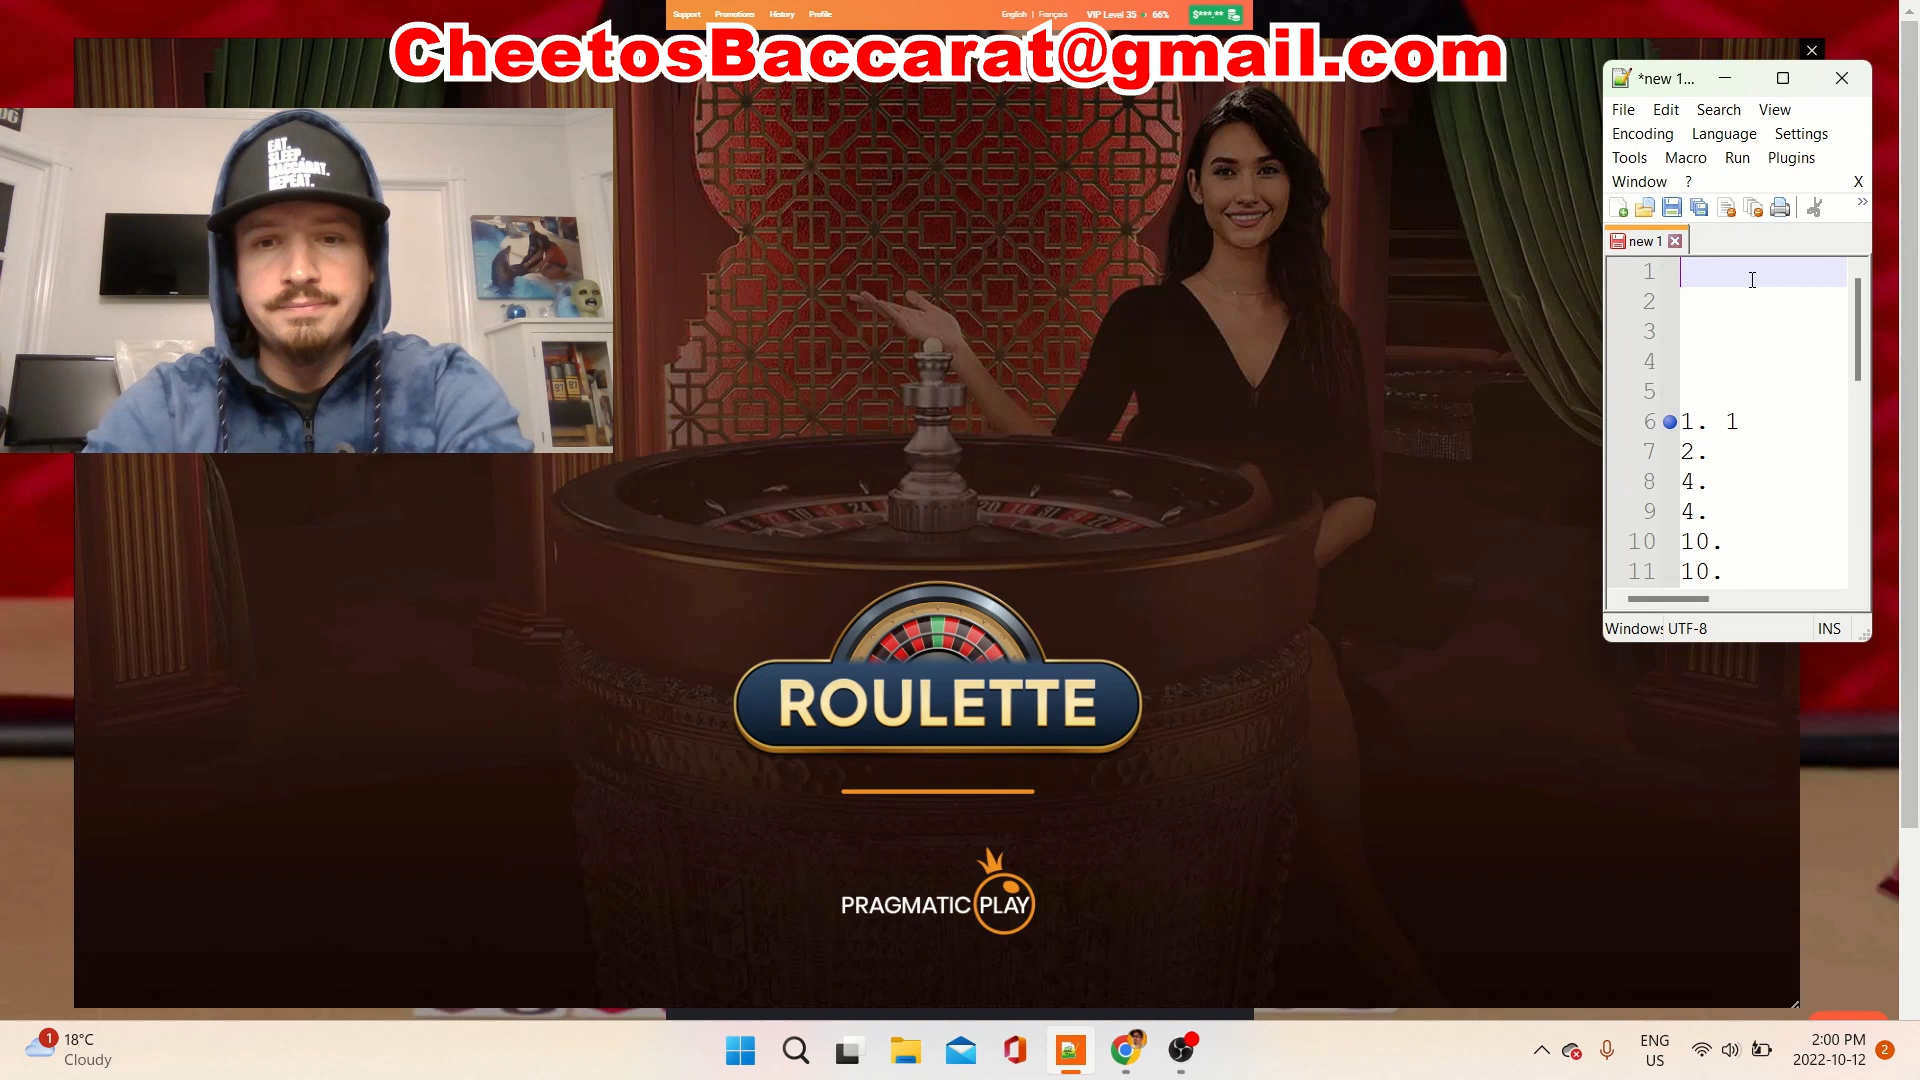 Support Promotions History Profile English | Français VIP Level 35 66% $***.**
CheetosBaccarat@gmail.com
EAT.
SLEEP.
BACCARAT.
REPEAT.
*new 1...
File Edit Search View
Encoding Language Settings
Tools Macro Run Plugins
Window ? X
new 1
1
2
3
4
5
6 1. 1
7 2.
8 4.
9 4.
10 10.
11 10.
Windows UTF-8 INS
ROULETTE
PRAGMATIC PLAY
1 18°C
Cloudy
ENG
US
2:00 PM
2022-10-12
2